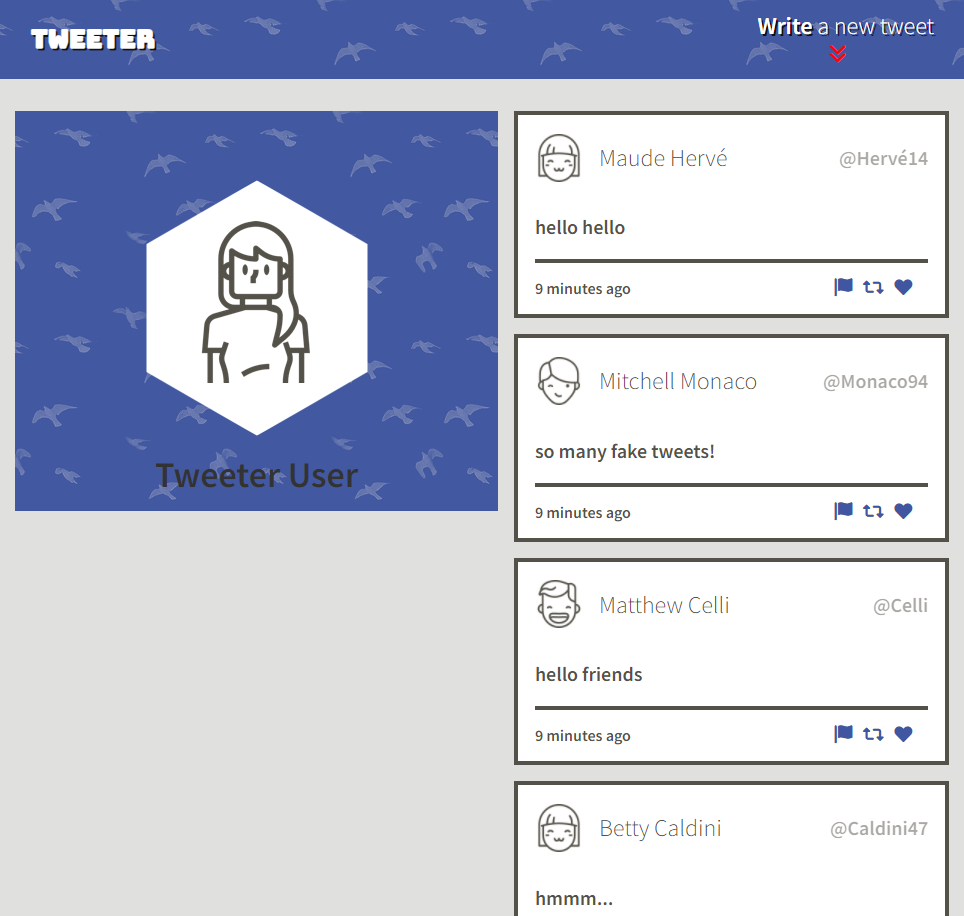 TWEETER
Write a new tweet
Tweeter User
Maude Hervé
@Hervé14
hello hello
9 minutes ago
Mitchell Monaco
@Monaco94
so many fake tweets!
9 minutes ago
Matthew Celli
@Celli
hello friends
9 minutes ago
Betty Caldini
@Caldini47
hmmm...